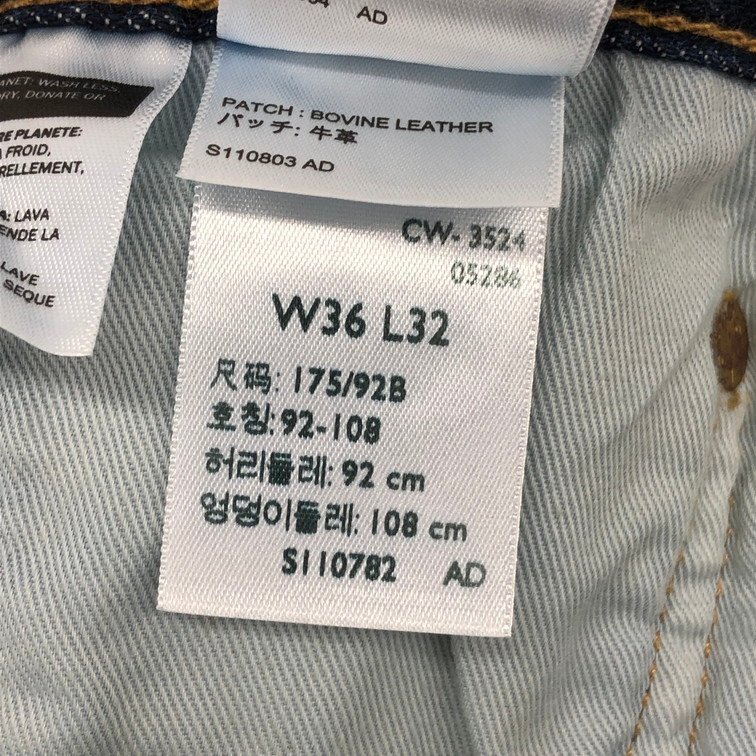 AD
ANET: WASH LESS,
DRY, DONATE OR
RE PLANETE:
FROID,
RELLEMENT,
LAVA
ENDE LA
LAVE
SEQUE
PATCH : BOVINE LEATHER
パッチ: 牛革
S110803 AD
CW- 3524
05286
W36 L32
尺码: 175/92B
호칭: 92-108
허리둘레: 92 cm
엉덩이둘레: 108 cm
S110782 AD